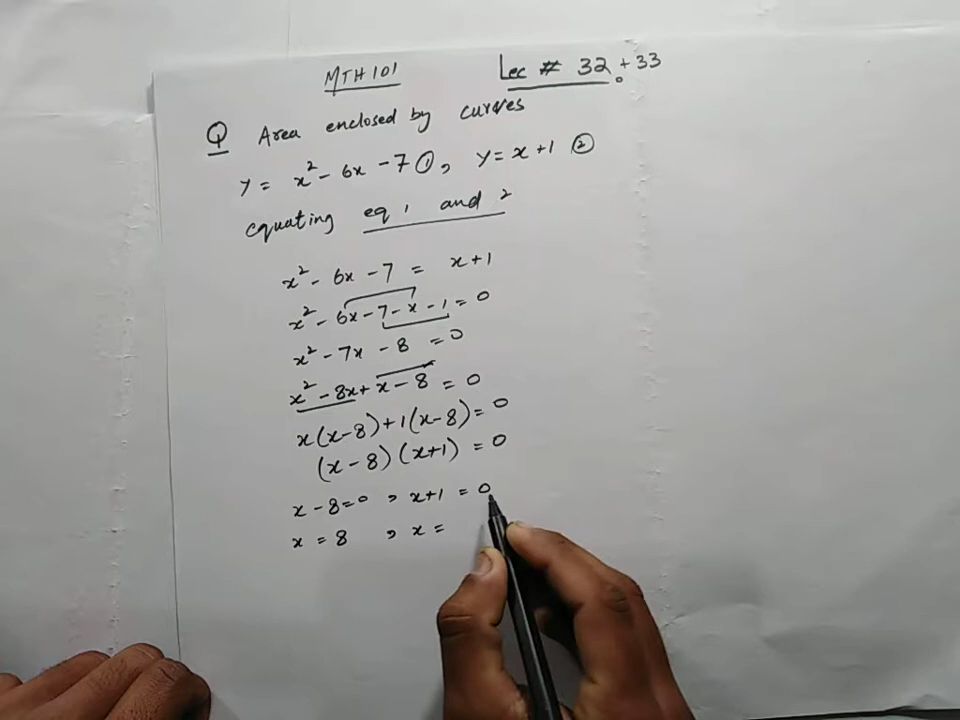 MTH101 Lec # 32 + 33
Q Area enclosed by curves
y = x² - 6x - 7 ①, y = x + 1 ②
equating eq 1 and 2
x² - 6x - 7 = x + 1
x² - 6x - 7 - x - 1 = 0
x² - 7x - 8 = 0
x² - 8x + x - 8 = 0
x(x-8) + 1(x-8) = 0
(x-8)(x+1) = 0
x - 8 = 0 , x+1 = 0
x = 8 , x =